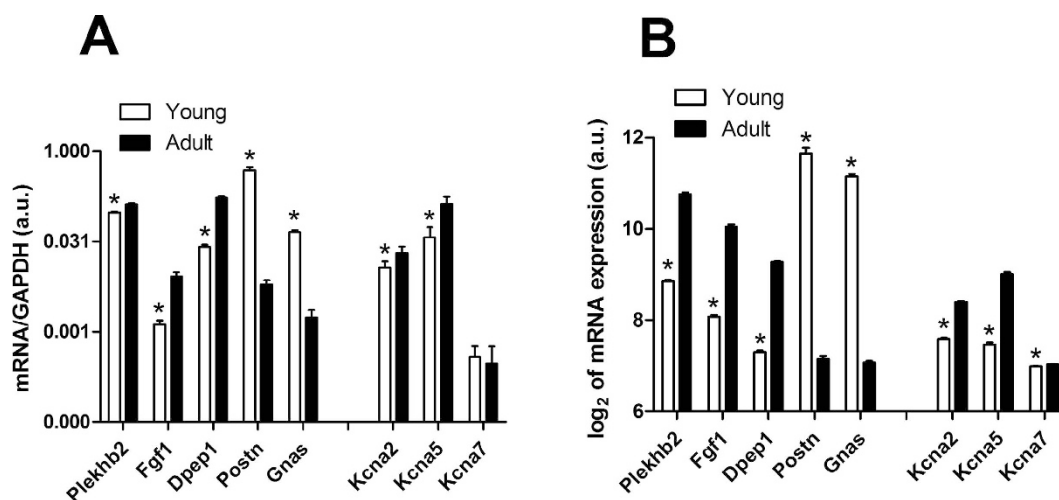 A
Young
Adult
mRNA/GAPDH (a.u.)
1.000
0.031
0.001
0.000
* * * * * * *
Plekhb2 Fgf1 Dpep1 Postn Gnas Kcna2 Kcna5 Kcna7
B
Young
Adult
log₂ of mRNA expression (a.u.)
12
10
8
6
* * * * * * * *
Plekhb2 Fgf1 Dpep1 Postn Gnas Kcna2 Kcna5 Kcna7